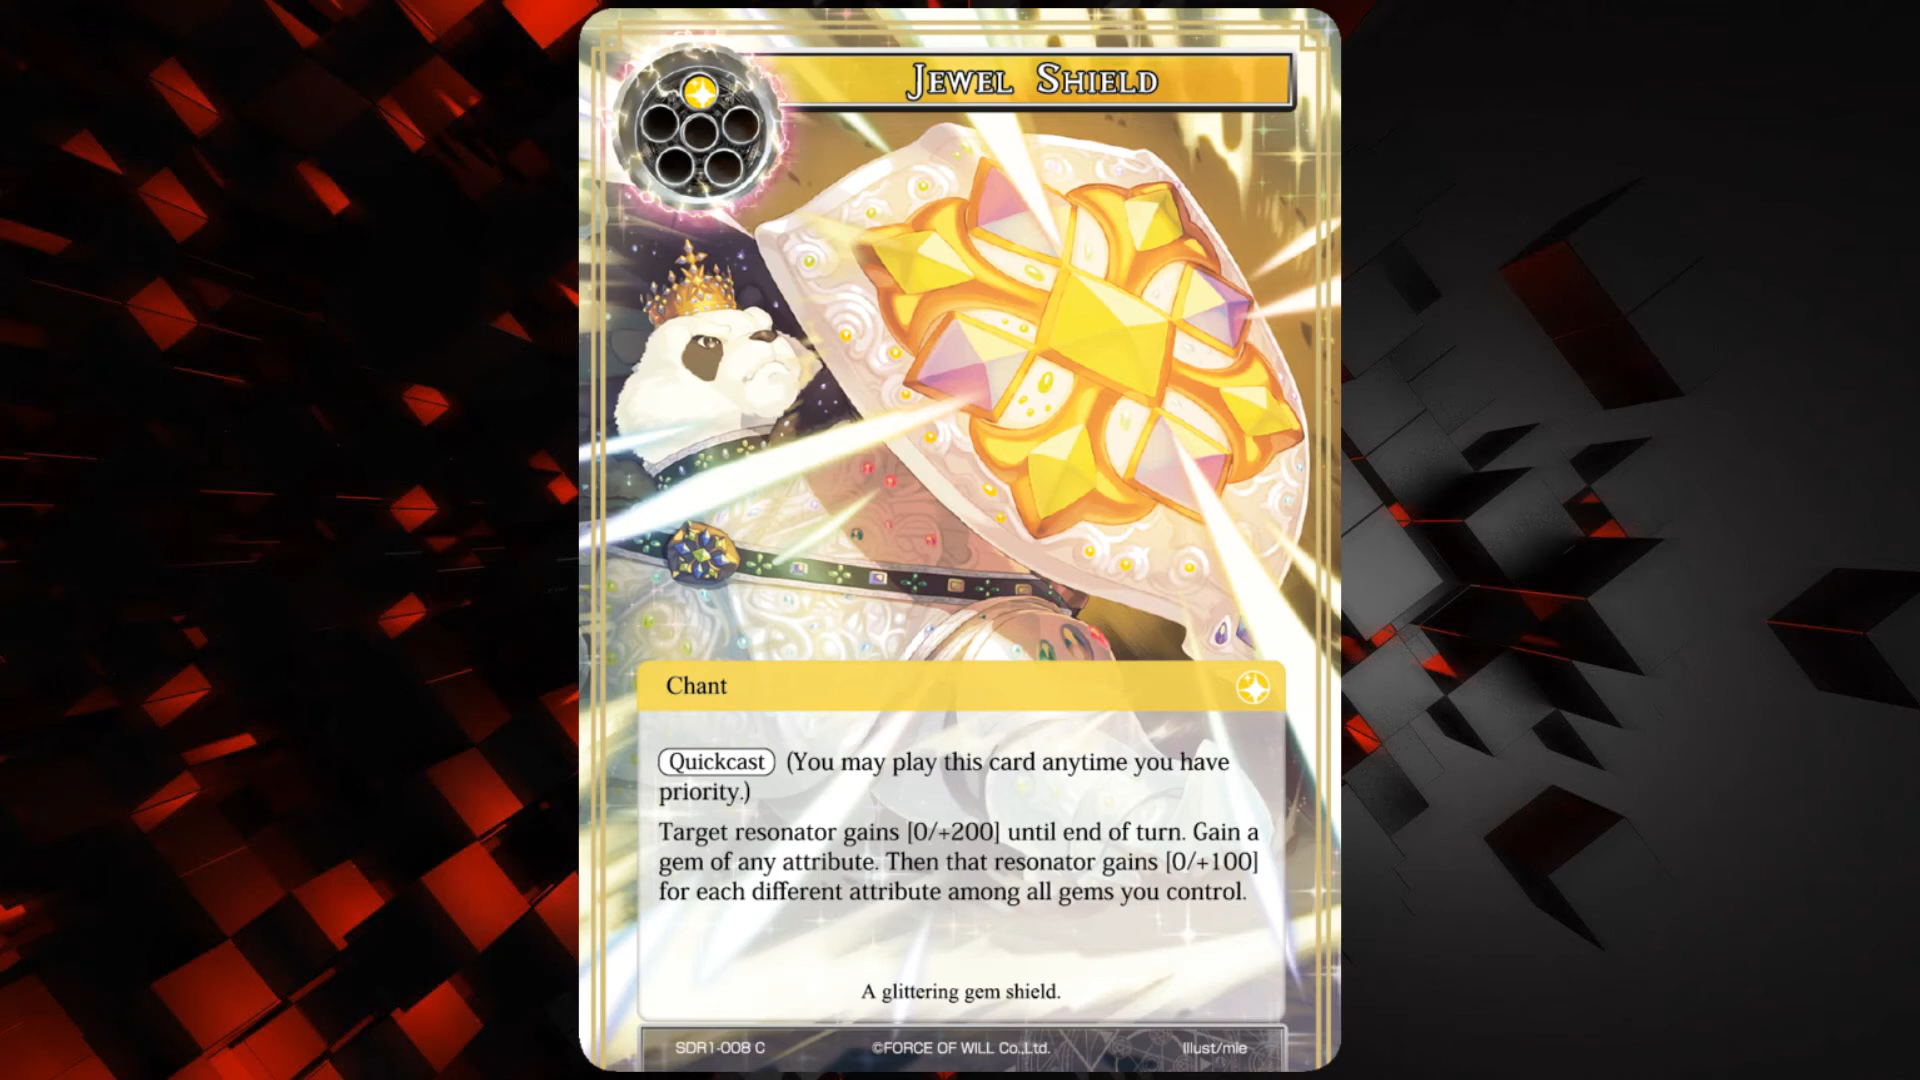 Jewel Shield
Chant
Quickcast (You may play this card anytime you have
priority.)
Target resonator gains [0/+200] until end of turn. Gain a
gem of any attribute. Then that resonator gains [0/+100]
for each different attribute among all gems you control.
A glittering gem shield.
SDR1-008 C ©FORCE OF WILL Co.,Ltd. Illust/mle